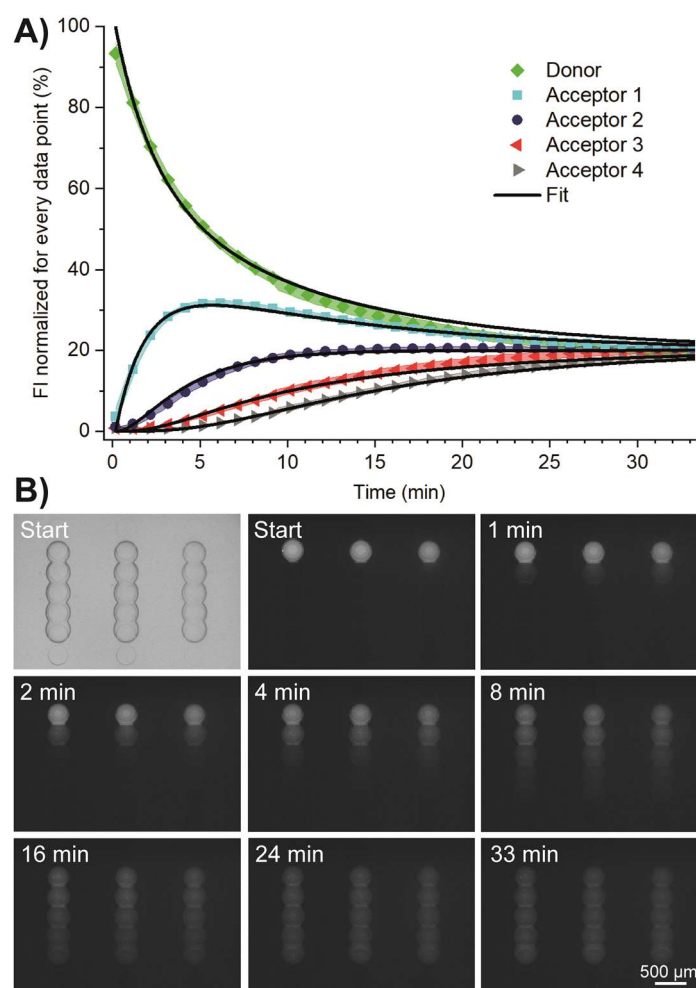 A)
FI normalized for every data point (%)
100
80
60
40
20
0
Donor
Acceptor 1
Acceptor 2
Acceptor 3
Acceptor 4
Fit
0 5 10 15 20 25 30
Time (min)
B)
Start Start 1 min
2 min 4 min 8 min
16 min 24 min 33 min
500 µm